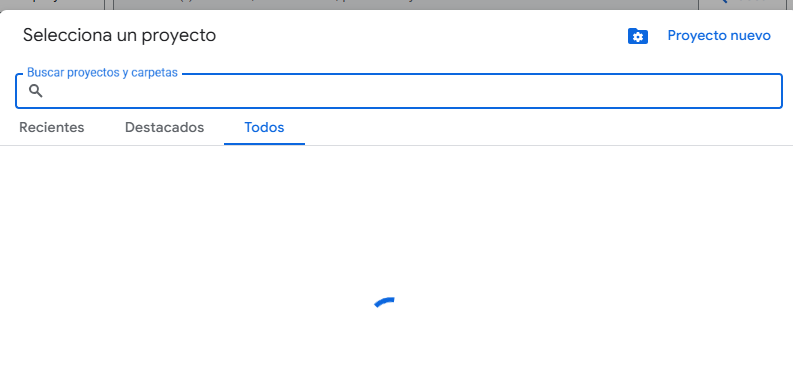 Selecciona un proyecto
Proyecto nuevo
Buscar proyectos y carpetas
Recientes
Destacados
Todos